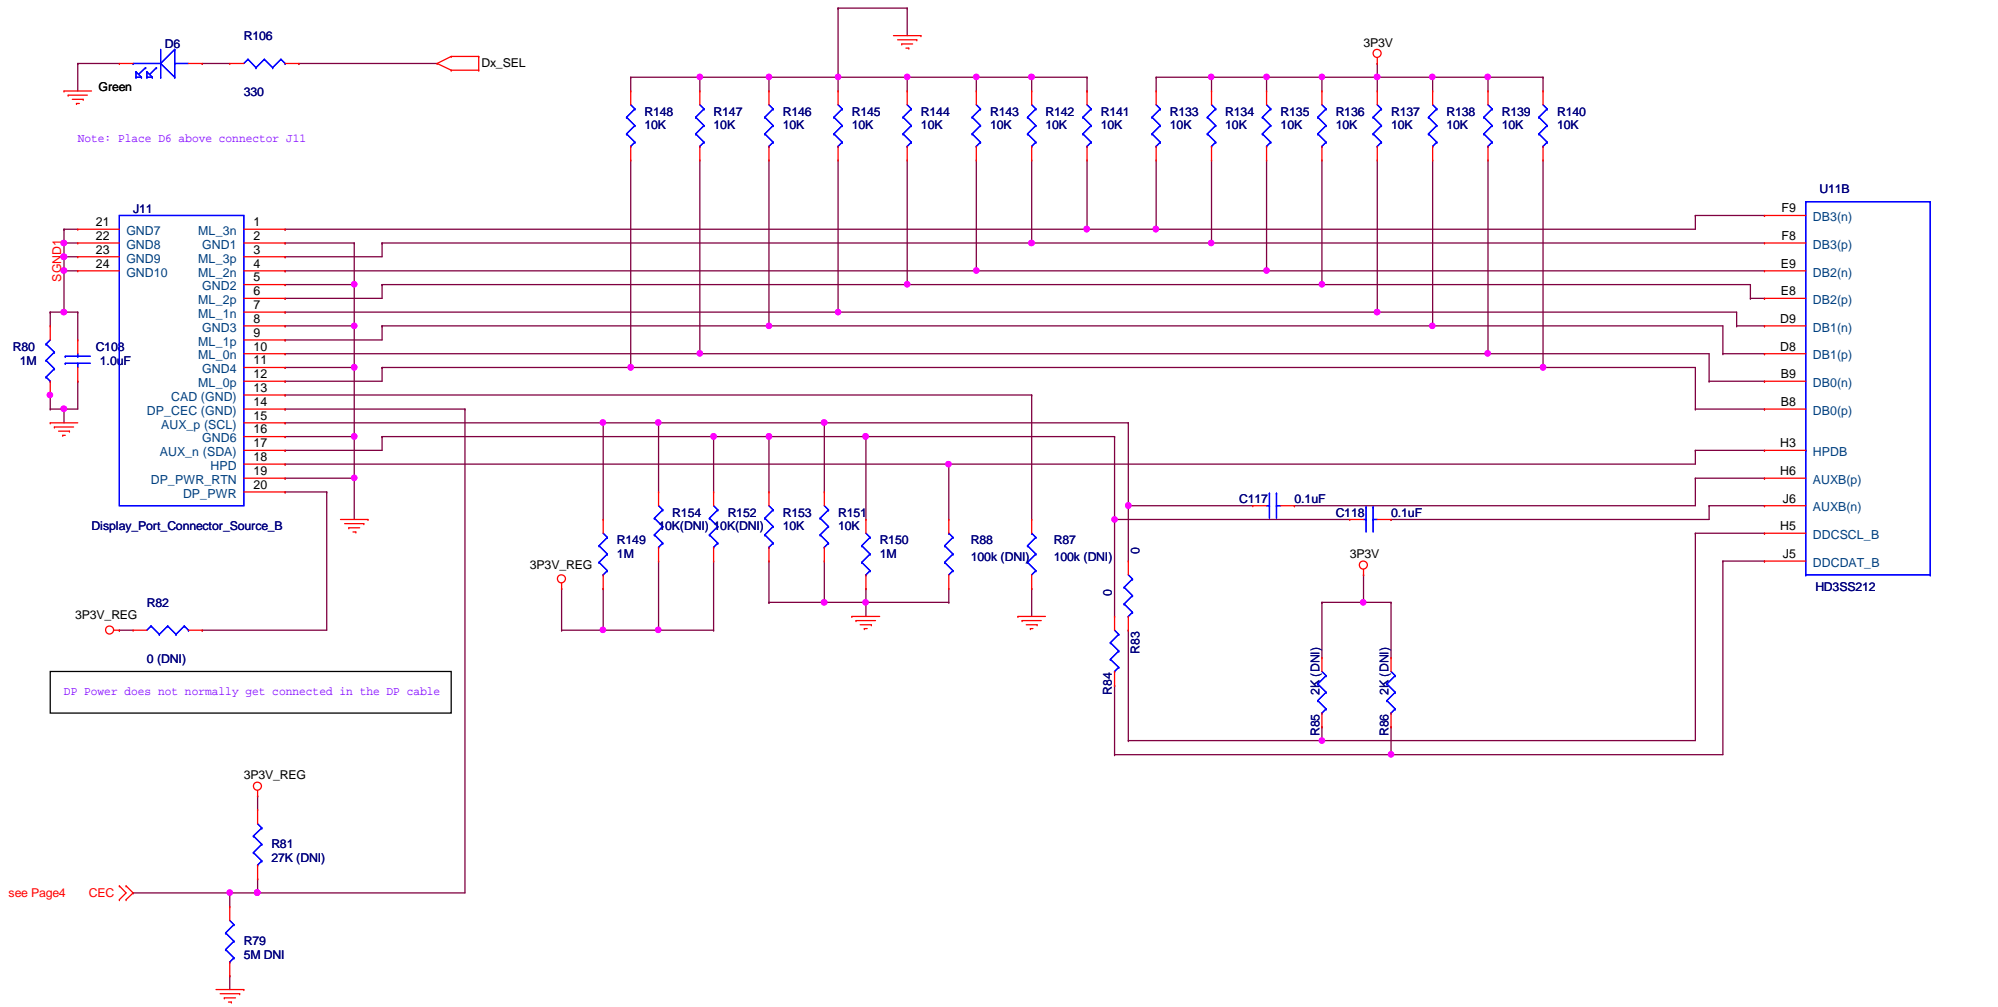 D6
R106
Dx_SEL
Green
330
Note: Place D6 above connector J11
3P3V
R148
10K
R147
10K
R146
10K
R145
10K
R144
10K
R143
10K
R142
10K
R141
10K
R133
10K
R134
10K
R135
10K
R136
10K
R137
10K
R138
10K
R139
10K
R140
10K
J11
21 GND7
22 GND8
23 GND9
24 GND10
SGND1
ML_3n 1
GND1 2
ML_3p 3
ML_2n 4
GND2 5
ML_2p 6
ML_1n 7
GND3 8
ML_1p 9
ML_0n 10
GND4 11
ML_0p 12
CAD (GND) 13
DP_CEC (GND) 14
AUX_p (SCL) 15
GND6 16
AUX_n (SDA) 17
HPD 18
DP_PWR_RTN 19
DP_PWR 20
Display_Port_Connector_Source_B
R80
1M
C108
1.0uF
U11B
F9 DB3(n)
F8 DB3(p)
E9 DB2(n)
E8 DB2(p)
D9 DB1(n)
D8 DB1(p)
B9 DB0(n)
B8 DB0(p)
H3 HPDB
H6 AUXB(p)
J6 AUXB(n)
H5 DDCSCL_B
J5 DDCDAT_B
HD3SS212
R154
10K(DNI)
R152
10K(DNI)
R153
10K
R151
10K
R149
1M
R150
1M
R88
100k (DNI)
R87
100k (DNI)
3P3V_REG
C117
0.1uF
C118
0.1uF
0
R83
0
R84
3P3V
2K (DNI)
R85
2K (DNI)
R86
R82
3P3V_REG
0 (DNI)
DP Power does not normally get connected in the DP cable
3P3V_REG
R81
27K (DNI)
see Page4
CEC
R79
5M DNI